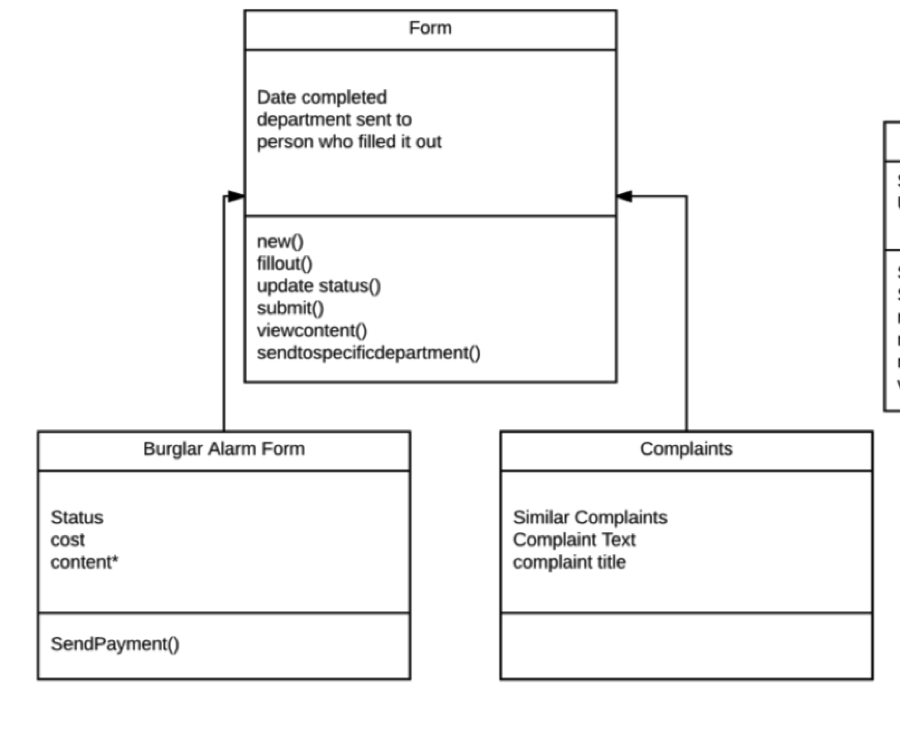 Form
Date completed
department sent to
person who filled it out
new()
fillout()
update status()
submit()
viewcontent()
sendtospecificdepartment()
Burglar Alarm Form
Status
cost
content*
SendPayment()
Complaints
Similar Complaints
Complaint Text
complaint title